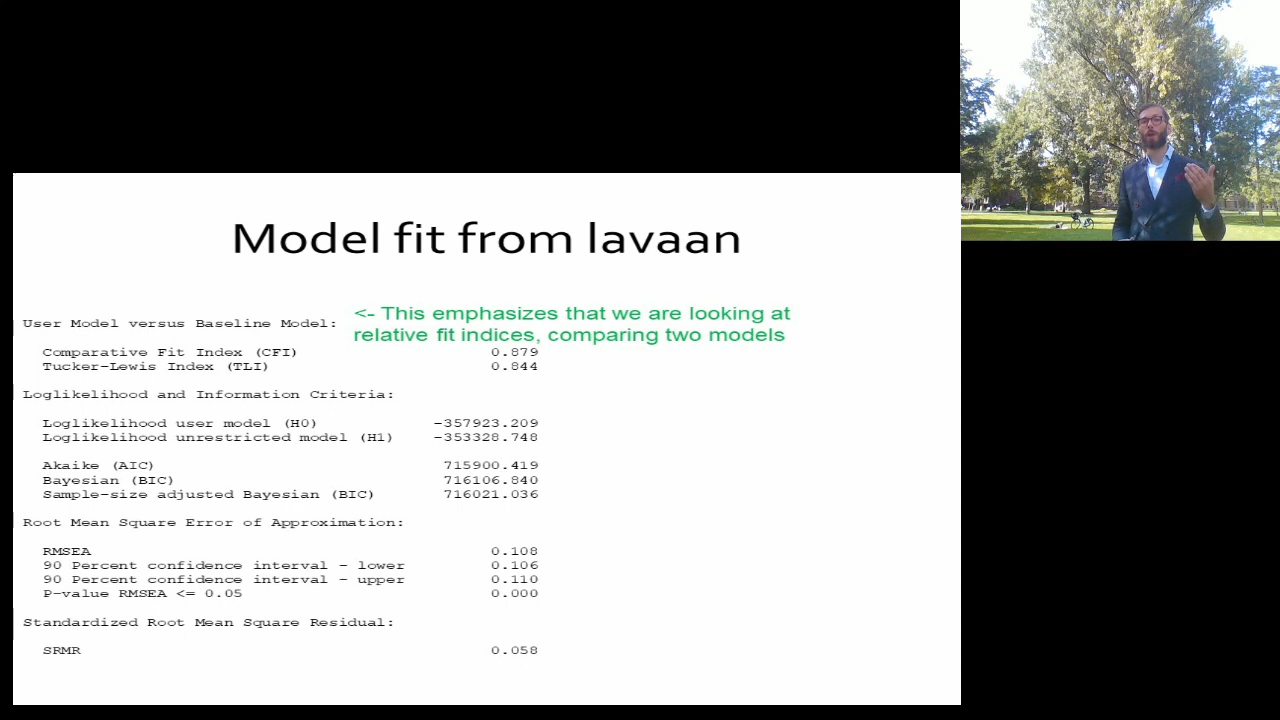 Model fit from lavaan
<- This emphasizes that we are looking at
relative fit indices, comparing two models
User Model versus Baseline Model:
Comparative Fit Index (CFI) 0.879
Tucker-Lewis Index (TLI) 0.844
Loglikelihood and Information Criteria:
Loglikelihood user model (H0) -357923.209
Loglikelihood unrestricted model (H1) -353328.748
Akaike (AIC) 715900.419
Bayesian (BIC) 716106.840
Sample-size adjusted Bayesian (BIC) 716021.036
Root Mean Square Error of Approximation:
RMSEA 0.108
90 Percent confidence interval - lower 0.106
90 Percent confidence interval - upper 0.110
P-value RMSEA <= 0.05 0.000
Standardized Root Mean Square Residual:
SRMR 0.058